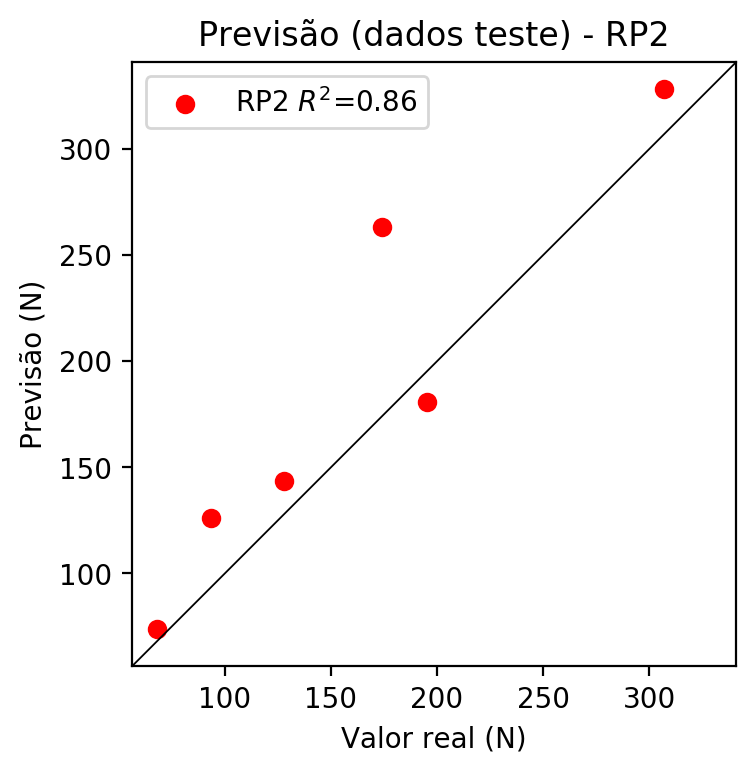 Previsão (dados teste) - RP2
RP2 R²=0.86
300
250
200
150
100
Previsão (N)
100 150 200 250 300
Valor real (N)